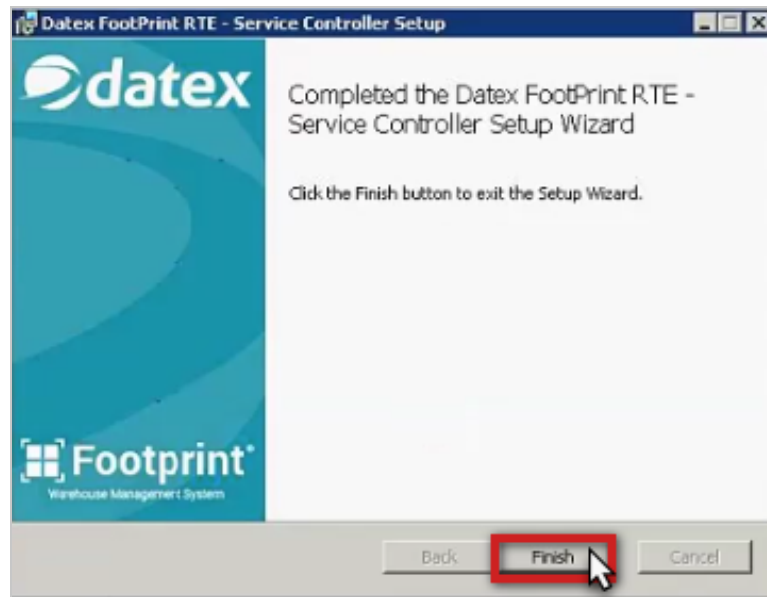 Datex FootPrint RTE - Service Controller Setup
datex
Completed the Datex FootPrint RTE -
Service Controller Setup Wizard
Click the Finish button to exit the Setup Wizard.
Footprint
Warehouse Management System
Back
Finish
Cancel